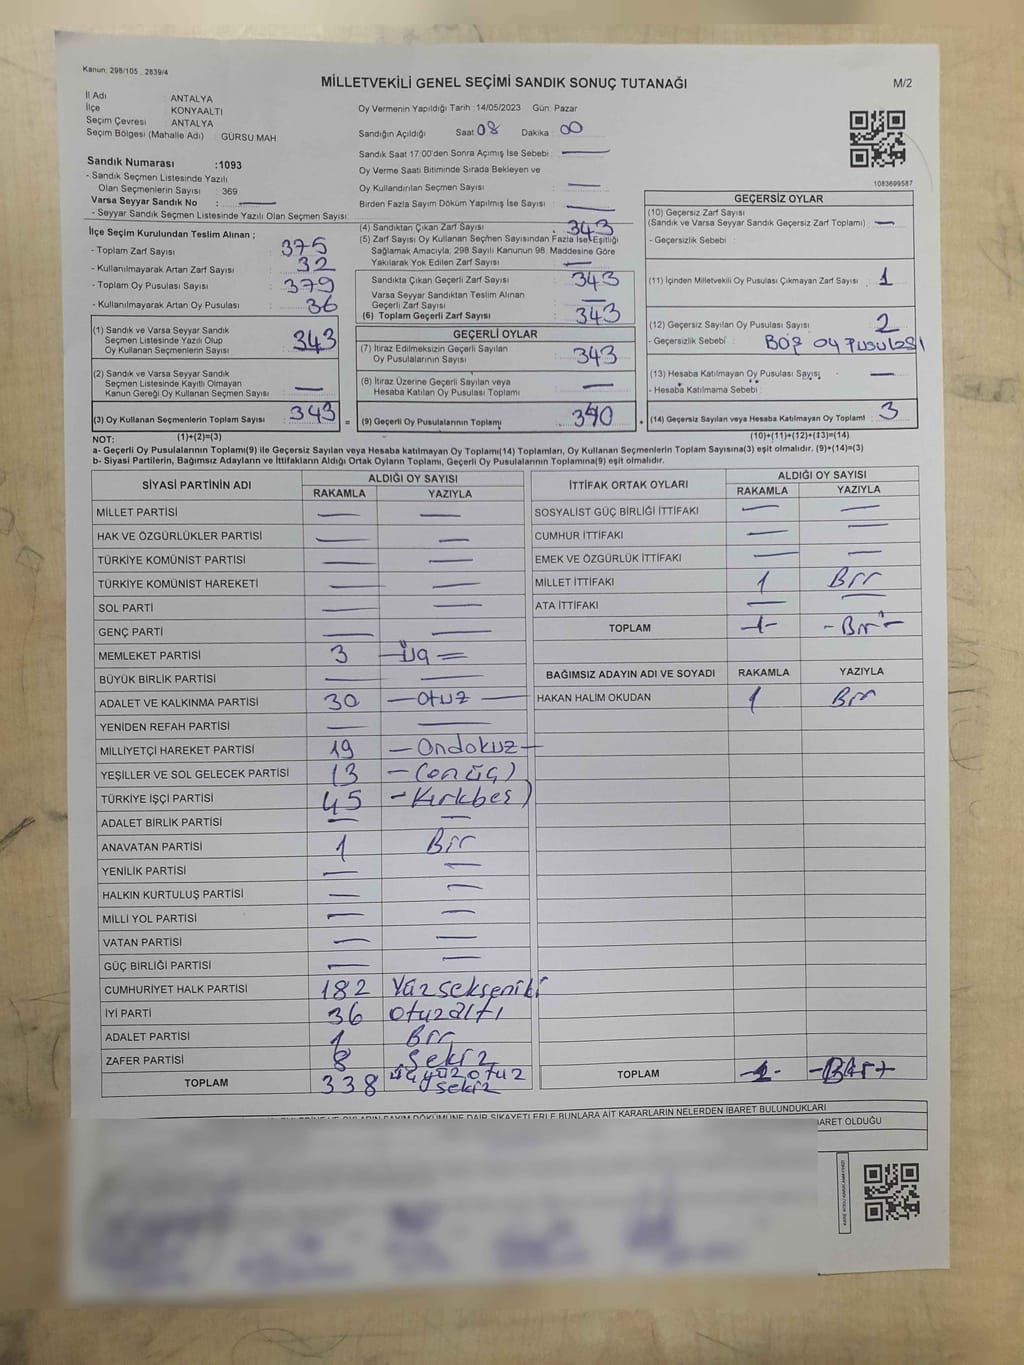 Kanun: 298/105 , 2839/4
MİLLETVEKİLİ GENEL SEÇİMİ SANDIK SONUÇ TUTANAĞI
M/2
İl Adı : ANTALYA
İlçe : KONYAALTI
Seçim Çevresi : ANTALYA
Seçim Bölgesi (Mahalle Adı) : GÜRSU MAH
Sandık Numarası :1093
- Sandık Seçmen Listesinde Yazılı
Olan Seçmenlerin Sayısı : 369
Varsa Seyyar Sandık No : —
- Seyyar Sandık Seçmen Listesinde Yazılı Olan Seçmen Sayısı:
Oy Vermenin Yapıldığı Tarih : 14/05/2023 Gün: Pazar
Sandığın Açıldığı Saat 08 Dakika : 00
Sandık Saat 17:00'den Sonra Açımış İse Sebebi : —
Oy Verme Saati Bitiminde Sırada Bekleyen ve
Oy Kullandırılan Seçmen Sayısı : —
Birden Fazla Sayım Döküm Yapılmış İse Sayısı : —
1083699587
İlçe Seçim Kurulundan Teslim Alınan ;
- Toplam Zarf Sayısı : 375
- Kullanılmayarak Artan Zarf Sayısı : 32
- Toplam Oy Pusulası Sayısı : 379
- Kullanılmayarak Artan Oy Pusulası : 36
(1) Sandık ve Varsa Seyyar Sandık
Seçmen Listesinde Yazılı Olup
Oy Kullanan Seçmenlerin Sayısı : 343
(2) Sandık ve Varsa Seyyar Sandık
Seçmen Listesinde Kayıtlı Olmayan
Kanun Gereği Oy Kullanan Seçmen Sayısı : —
(3) Oy Kullanan Seçmenlerin Toplam Sayısı : 343
(4) Sandıktan Çıkan Zarf Sayısı : 343
(5) Zarf Sayısı Oy Kullanan Seçmen Sayısından Fazla İse Eşitliği
Sağlamak Amacıyla; 298 Sayılı Kanunun 98. Maddesine Göre
Yakılarak Yok Edilen Zarf Sayısı : —
Sandıkta Çıkan Geçerli Zarf Sayısı : 343
Varsa Seyyar Sandıktan Teslim Alınan
Geçerli Zarf Sayısı : —
(6) Toplam Geçerli Zarf Sayısı : 343
GEÇERLİ OYLAR
(7) İtiraz Edilmeksizin Geçerli Sayılan
Oy Pusulalarının Sayısı : 343
(8) İtiraz Üzerine Geçerli Sayılan veya
Hesaba Katılan Oy Pusulası Toplamı : —
= (9) Geçerli Oy Pusulalarının Toplamı : 340
GEÇERSİZ OYLAR
(10) Geçersiz Zarf Sayısı
(Sandık ve Varsa Seyyar Sandık Geçersiz Zarf Toplamı) : —
- Geçersizlik Sebebi :
(11) İçinden Milletvekili Oy Pusulası Çıkmayan Zarf Sayısı : 1
(12) Geçersiz Sayılan Oy Pusulası Sayısı : 2
- Geçersizlik Sebebi : BOŞ OY PUSULASI
(13) Hesaba Katılmayan Oy Pusulası Sayısı : —
- Hesaba Katılmama Sebebi :
+ (14) Geçersiz Sayılan veya Hesaba Katılmayan Oy Toplamı : 3
NOT: (1)+(2)=(3) (10)+(11)+(12)+(13)=(14)
a- Geçerli Oy Pusulalarının Toplamı(9) ile Geçersiz Sayılan veya Hesaba katılmayan Oy Toplamı(14) Toplamları, Oy Kullanan Seçmenlerin Toplam Sayısına(3) eşit olmalıdır. (9)+(14)=(3)
b- Siyasi Partilerin, Bağımsız Adayların ve İttifakların Aldığı Ortak Oyların Toplamı, Geçerli Oy Pusulalarının Toplamına(9) eşit olmalıdır.
SİYASİ PARTİNİN ADI ALDIĞI OY SAYISI
RAKAMLA YAZIYLA
MİLLET PARTİSİ — —
HAK VE ÖZGÜRLÜKLER PARTİSİ — —
TÜRKİYE KOMÜNİST PARTİSİ — —
TÜRKİYE KOMÜNİST HAREKETİ — —
SOL PARTİ — —
GENÇ PARTİ — —
MEMLEKET PARTİSİ 3 — Üç —
BÜYÜK BİRLİK PARTİSİ — —
ADALET VE KALKINMA PARTİSİ 30 — Otuz —
YENİDEN REFAH PARTİSİ — —
MİLLİYETÇİ HAREKET PARTİSİ 19 — Ondokuz —
YEŞİLLER VE SOL GELECEK PARTİSİ 13 — (onüç)
TÜRKİYE İŞÇİ PARTİSİ 45 — Kırkbeş)
ADALET BİRLİK PARTİSİ — —
ANAVATAN PARTİSİ 1 Bir
YENİLİK PARTİSİ — —
HALKIN KURTULUŞ PARTİSİ — —
MİLLİ YOL PARTİSİ — —
VATAN PARTİSİ — —
GÜÇ BİRLİĞİ PARTİSİ — —
CUMHURİYET HALK PARTİSİ 182 Yüzsekseniki
İYİ PARTİ 36 Otuzaltı
ADALET PARTİSİ 1 Bir
ZAFER PARTİSİ 8 Sekiz
TOPLAM 338 üçyüzotuz
sekiz
İTTİFAK ORTAK OYLARI ALDIĞI OY SAYISI
RAKAMLA YAZIYLA
SOSYALİST GÜÇ BİRLİĞİ İTTİFAKI — —
CUMHUR İTTİFAKI — —
EMEK VE ÖZGÜRLÜK İTTİFAKI — —
MİLLET İTTİFAKI 1 Bir
ATA İTTİFAKI — —
TOPLAM -1- -Bir-
BAĞIMSIZ ADAYIN ADI VE SOYADI RAKAMLA YAZIYLA
HAKAN HALİM OKUDAN 1 Bir
TOPLAM -1- -Bir-
DÖKÜMÜNE DAİR ŞİKAYETLERLE BUNLARA AİT KARARLARIN NELERDEN İBARET BULUNDUKLARI
OLDUĞU